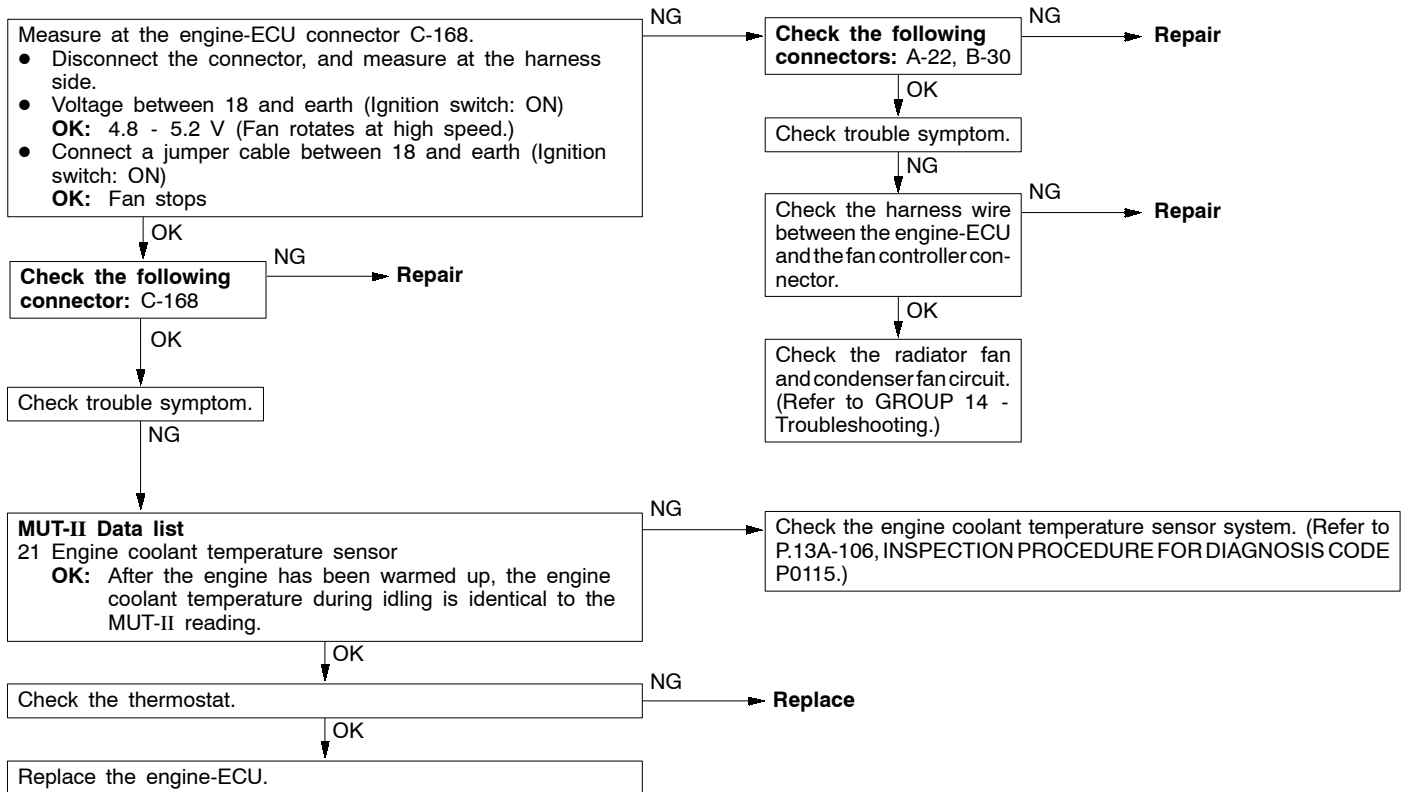 Measure at the engine-ECU connector C-168.
● Disconnect the connector, and measure at the harness
side.
● Voltage between 18 and earth (Ignition switch: ON)
OK: 4.8 - 5.2 V (Fan rotates at high speed.)
● Connect a jumper cable between 18 and earth (Ignition
switch: ON)
OK: Fan stops
NG
Check the following
connectors: A-22, B-30
NG
Repair
OK
Check trouble symptom.
NG
Check the harness wire
between the engine-ECU
and the fan controller con-
nector.
NG
Repair
OK
Check the radiator fan
and condenser fan circuit.
(Refer to GROUP 14 -
Troubleshooting.)
OK
Check the following
connector: C-168
NG
Repair
OK
Check trouble symptom.
NG
MUT-II Data list
21 Engine coolant temperature sensor
OK: After the engine has been warmed up, the engine
coolant temperature during idling is identical to the
MUT-II reading.
NG
Check the engine coolant temperature sensor system. (Refer to
P.13A-106, INSPECTION PROCEDURE FOR DIAGNOSIS CODE
P0115.)
OK
Check the thermostat.
NG
Replace
OK
Replace the engine-ECU.